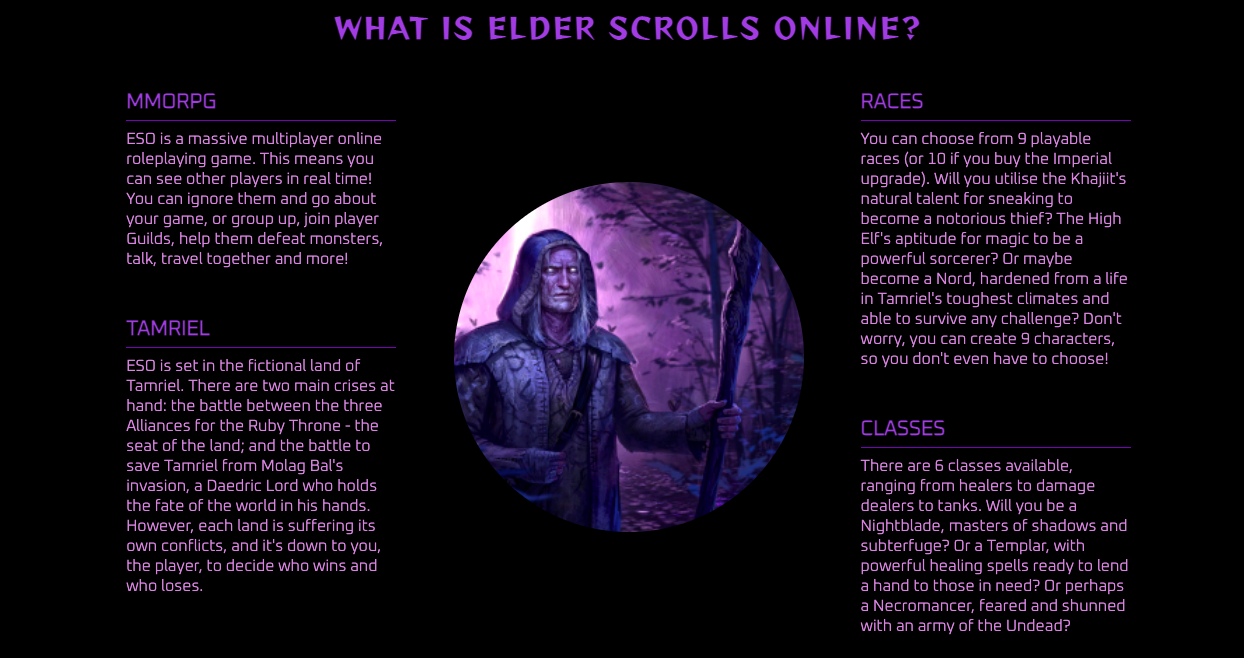 WHAT IS ELDER SCROLLS ONLINE?
MMORPG
ESO is a massive multiplayer online
roleplaying game. This means you
can see other players in real time!
You can ignore them and go about
your game, or group up, join player
Guilds, help them defeat monsters,
talk, travel together and more!
TAMRIEL
ESO is set in the fictional land of
Tamriel. There are two main crises at
hand: the battle between the three
Alliances for the Ruby Throne - the
seat of the land; and the battle to
save Tamriel from Molag Bal's
invasion, a Daedric Lord who holds
the fate of the world in his hands.
However, each land is suffering its
own conflicts, and it's down to you,
the player, to decide who wins and
who loses.
RACES
You can choose from 9 playable
races (or 10 if you buy the Imperial
upgrade). Will you utilise the Khajiit's
natural talent for sneaking to
become a notorious thief? The High
Elf's aptitude for magic to be a
powerful sorcerer? Or maybe
become a Nord, hardened from a life
in Tamriel's toughest climates and
able to survive any challenge? Don't
worry, you can create 9 characters,
so you don't even have to choose!
CLASSES
There are 6 classes available,
ranging from healers to damage
dealers to tanks. Will you be a
Nightblade, masters of shadows and
subterfuge? Or a Templar, with
powerful healing spells ready to lend
a hand to those in need? Or perhaps
a Necromancer, feared and shunned
with an army of the Undead?